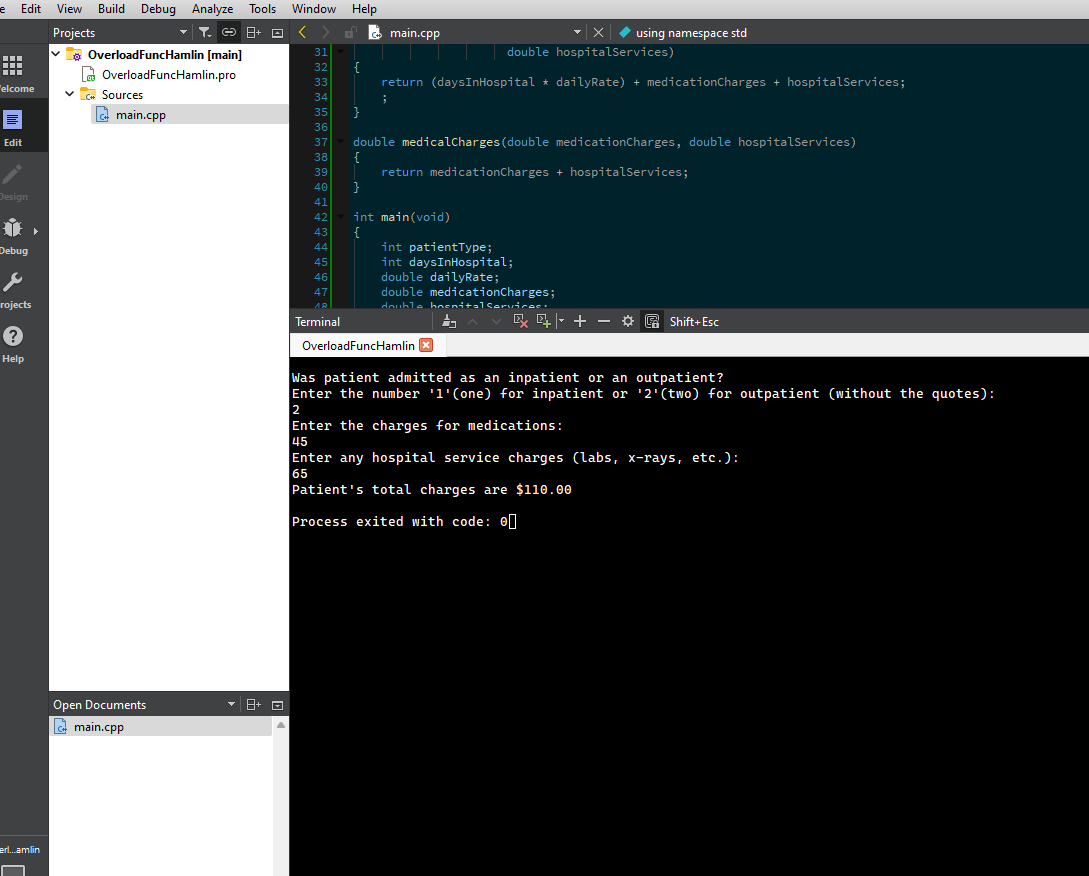 e Edit View Build Debug Analyze Tools Window Help
Projects
main.cpp
using namespace std
OverloadFuncHamlin [main]
OverloadFuncHamlin.pro
Sources
main.cpp
elcome
Edit
Design
Debug
rojects
Help
31 double hospitalServices)
32 {
33 return (daysInHospital * dailyRate) + medicationCharges + hospitalServices;
34 ;
35 }
36
37 double medicalCharges(double medicationCharges, double hospitalServices)
38 {
39 return medicationCharges + hospitalServices;
40 }
41
42 int main(void)
43 {
44 int patientType;
45 int daysInHospital;
46 double dailyRate;
47 double medicationCharges;
48 double hospitalServices;
Terminal
Shift+Esc
OverloadFuncHamlin
Was patient admitted as an inpatient or an outpatient?
Enter the number '1'(one) for inpatient or '2'(two) for outpatient (without the quotes):
2
Enter the charges for medications:
45
Enter any hospital service charges (labs, x-rays, etc.):
65
Patient's total charges are $110.00
Process exited with code: 0
Open Documents
main.cpp
erl...amlin